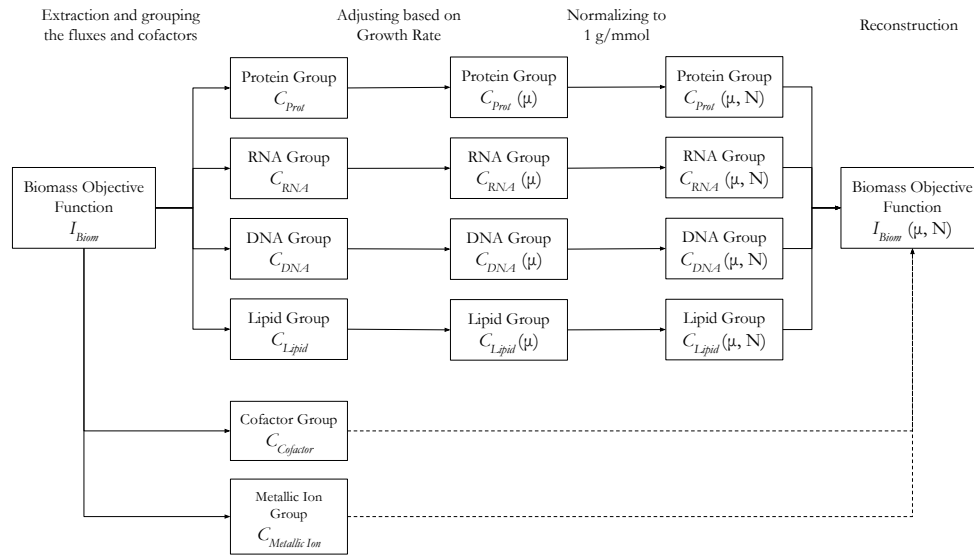 Extraction and grouping
the fluxes and cofactors
Adjusting based on
Growth Rate
Normalizing to
1 g/mmol
Reconstruction
Protein Group
C_Prot
Protein Group
C_Prot (μ)
Protein Group
C_Prot (μ, N)
RNA Group
C_RNA
RNA Group
C_RNA (μ)
RNA Group
C_RNA (μ, N)
Biomass Objective
Function
I_Biom
Biomass Objective
Function
I_Biom (μ, N)
DNA Group
C_DNA
DNA Group
C_DNA (μ)
DNA Group
C_DNA (μ, N)
Lipid Group
C_Lipid
Lipid Group
C_Lipid (μ)
Lipid Group
C_Lipid (μ, N)
Cofactor Group
C_Cofactor
Metallic Ion
Group
C_Metallic Ion